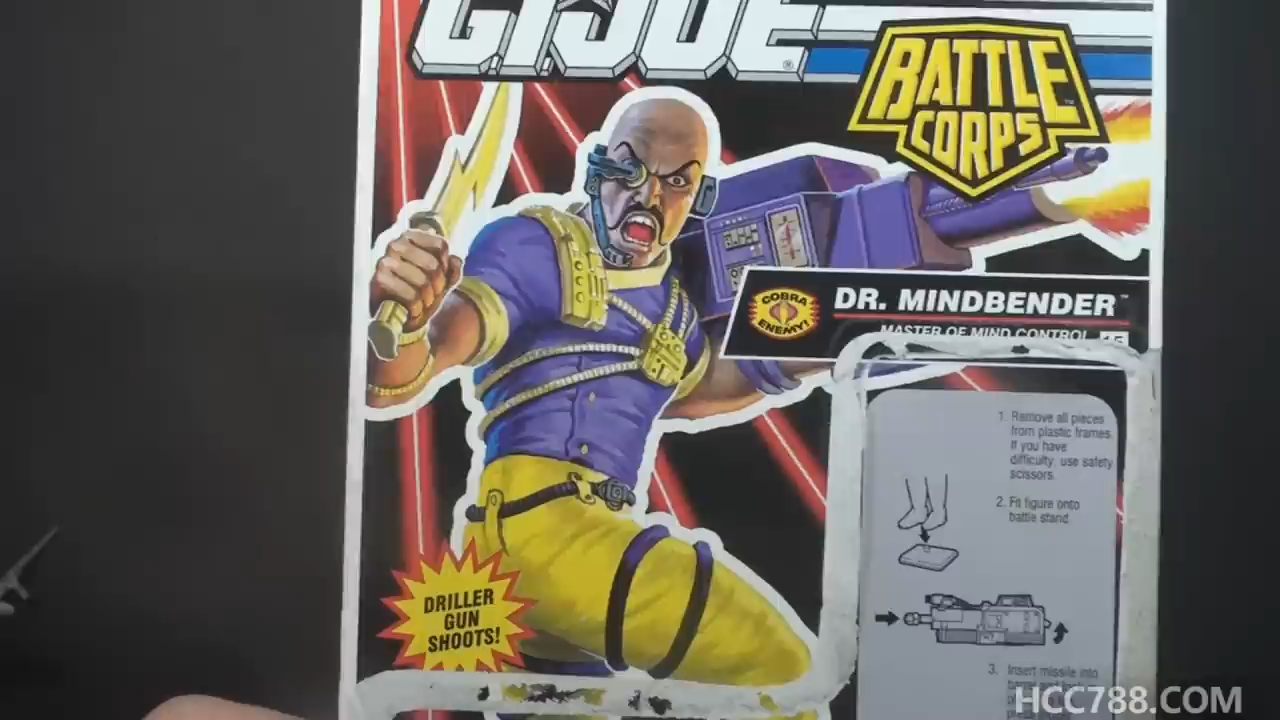 G.I.JOE®
BATTLE
CORPS™
COBRA
ENEMY!
DR. MINDBENDER™
MASTER OF MIND CONTROL
DRILLER
GUN
SHOOTS!
1. Remove all pieces
from plastic frames.
If you have
difficulty, use safety
scissors.
2. Fit figure onto
battle stand.
3. Insert missile into
HCC788.COM